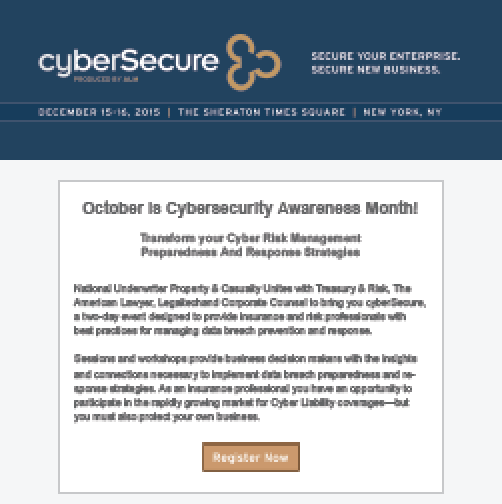 cyberSecure
PRODUCED BY ALM
SECURE YOUR ENTERPRISE.
SECURE NEW BUSINESS.
DECEMBER 15-16, 2015 | THE SHERATON TIMES SQUARE | NEW YORK, NY
October is Cybersecurity Awareness Month!
Transform your Cyber Risk Management
Preparedness And Response Strategies
National Underwriter Property & Casualty Unites with Treasury & Risk, The
American Lawyer, Legaltechand Corporate Counsel to bring you cyberSecure,
a two-day event designed to provide insurance and risk professionals with
best practices for managing data breach prevention and response.
Sessions and workshops provide business decision makers with the insights
and connections necessary to implement data breach preparedness and re-
sponse strategies. As an insurance professional you have an opportunity to
participate in the rapidly growing market for Cyber Liability coverages—but
you must also protect your own business.
Register Now